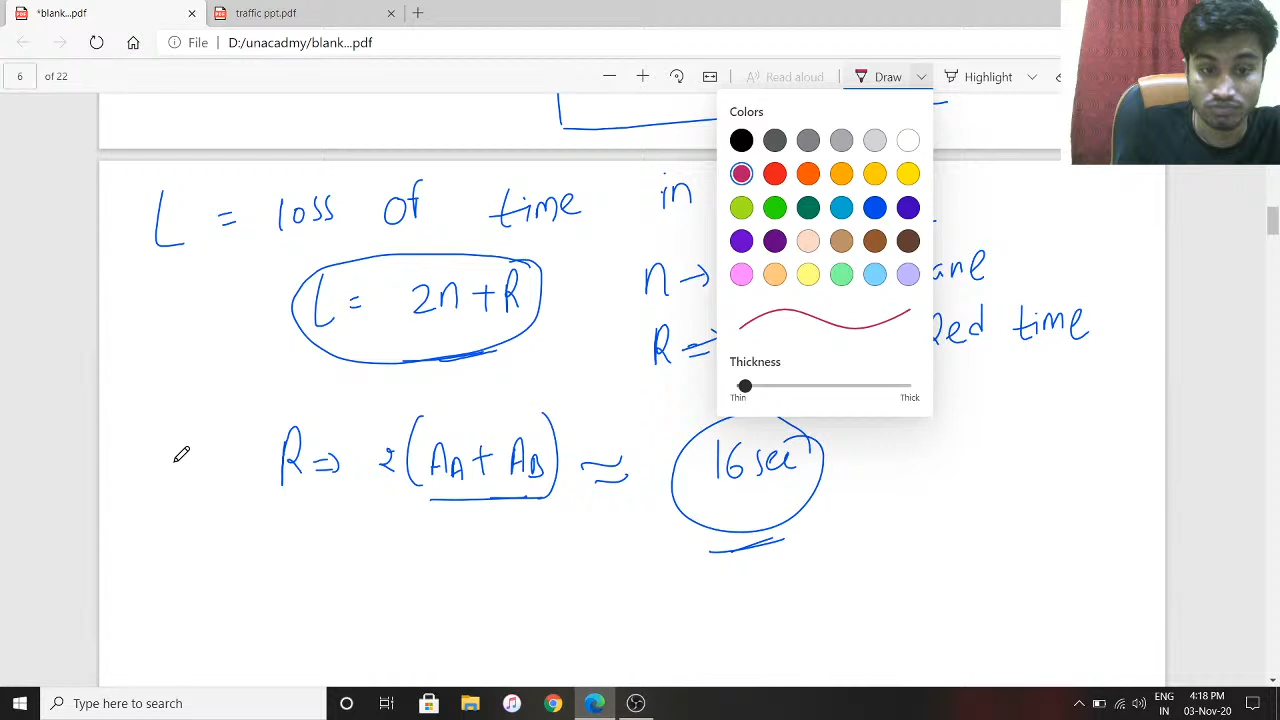 *blank.pdf
traffic ppt.pdf
File D:/unacadmy/blank...pdf
6 of 22
Read aloud
Draw
Highlight
Colors
L = loss of time in
L = 2n+R
n →
ane
R ⇒
Red time
Thickness
Thin
Thick
R ⇒ 2(AA + AB) ≈ 16 sec
Type here to search
ENG
IN
4:18 PM
03-Nov-20